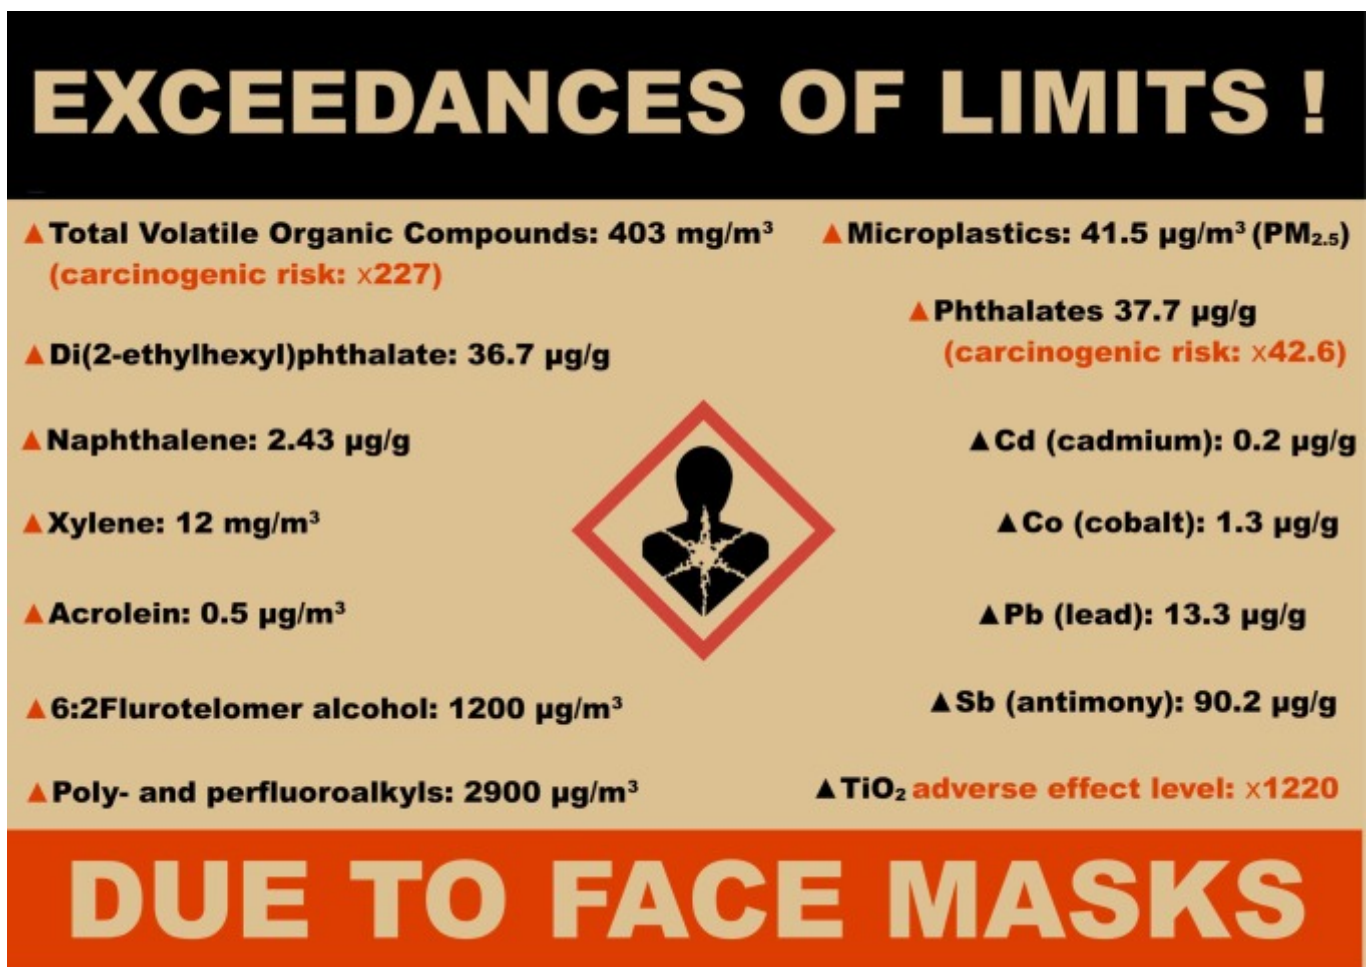 EXCEEDANCES OF LIMITS !
▲Total Volatile Organic Compounds: 403 mg/m³
(carcinogenic risk: x227)
▲Di(2-ethylhexyl)phthalate: 36.7 µg/g
▲Naphthalene: 2.43 µg/g
▲Xylene: 12 mg/m³
▲Acrolein: 0.5 µg/m³
▲6:2Flurotelomer alcohol: 1200 µg/m³
▲Poly- and perfluoroalkyls: 2900 µg/m³
▲Microplastics: 41.5 µg/m³ (PM₂.₅)
▲Phthalates 37.7 µg/g
(carcinogenic risk: x42.6)
▲Cd (cadmium): 0.2 µg/g
▲Co (cobalt): 1.3 µg/g
▲Pb (lead): 13.3 µg/g
▲Sb (antimony): 90.2 µg/g
▲TiO₂ adverse effect level: x1220
DUE TO FACE MASKS